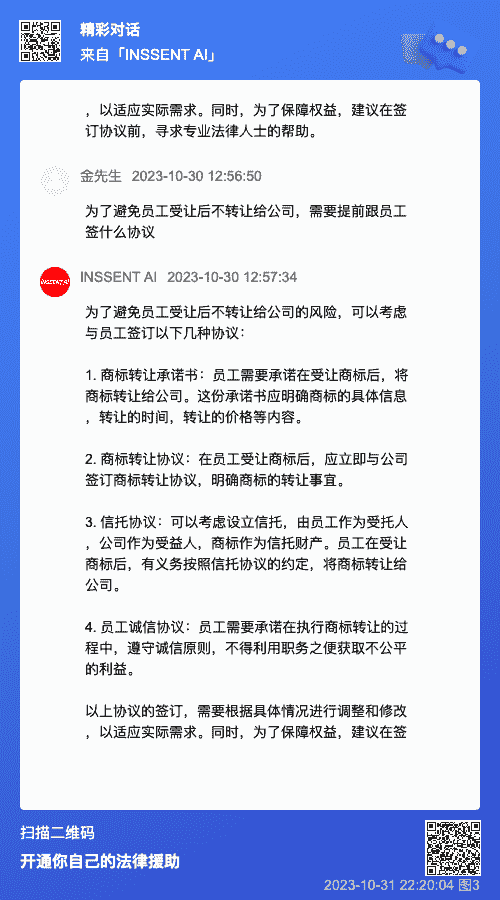 精彩对话
来自「INSSENT AI」
，以适应实际需求。同时，为了保障权益，建议在签
订协议前，寻求专业法律人士的帮助。
金先生 2023-10-30 12:56:50
为了避免员工受让后不转让给公司，需要提前跟员工
签什么协议
INSSENT AI
INSSENT AI 2023-10-30 12:57:34
为了避免员工受让后不转让给公司的风险，可以考虑
与员工签订以下几种协议：
1. 商标转让承诺书：员工需要承诺在受让商标后，将
商标转让给公司。这份承诺书应明确商标的具体信息
，转让的时间，转让的价格等内容。
2. 商标转让协议：在员工受让商标后，应立即与公司
签订商标转让协议，明确商标的转让事宜。
3. 信托协议：可以考虑设立信托，由员工作为受托人
，公司作为受益人，商标作为信托财产。员工在受让
商标后，有义务按照信托协议的约定，将商标转让给
公司。
4. 员工诚信协议：员工需要承诺在执行商标转让的过
程中，遵守诚信原则，不得利用职务之便获取不公平
的利益。
以上协议的签订，需要根据具体情况进行调整和修改
，以适应实际需求。同时，为了保障权益，建议在签
扫描二维码
开通你自己的法律援助
2023-10-31 22:20:04 图3